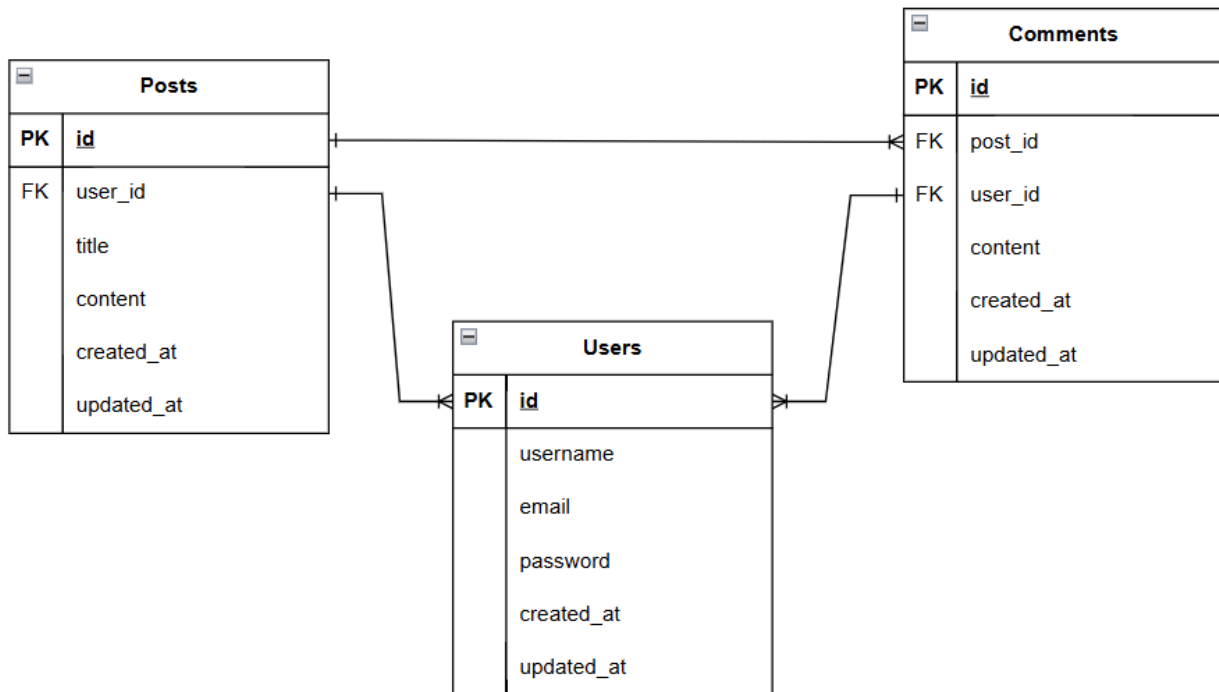 Posts
PK id
FK user_id
title
content
created_at
updated_at
Comments
PK id
FK post_id
FK user_id
content
created_at
updated_at
Users
PK id
username
email
password
created_at
updated_at